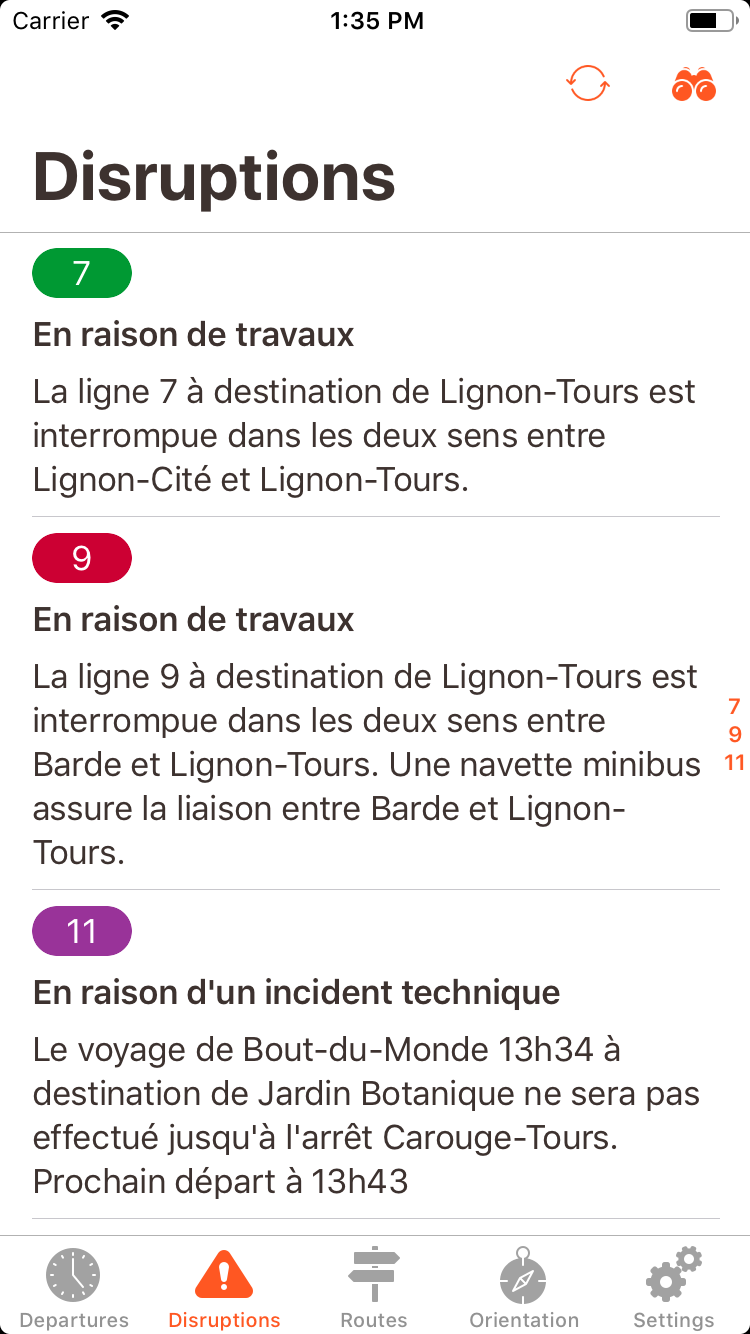 Carrier 1:35 PM
Disruptions
7
En raison de travaux
La ligne 7 à destination de Lignon-Tours est
interrompue dans les deux sens entre
Lignon-Cité et Lignon-Tours.
9
En raison de travaux
La ligne 9 à destination de Lignon-Tours est
interrompue dans les deux sens entre
Barde et Lignon-Tours. Une navette minibus
assure la liaison entre Barde et Lignon-
Tours.
7
9
11
11
En raison d'un incident technique
Le voyage de Bout-du-Monde 13h34 à
destination de Jardin Botanique ne sera pas
effectué jusqu'à l'arrêt Carouge-Tours.
Prochain départ à 13h43
Departures Disruptions Routes Orientation Settings